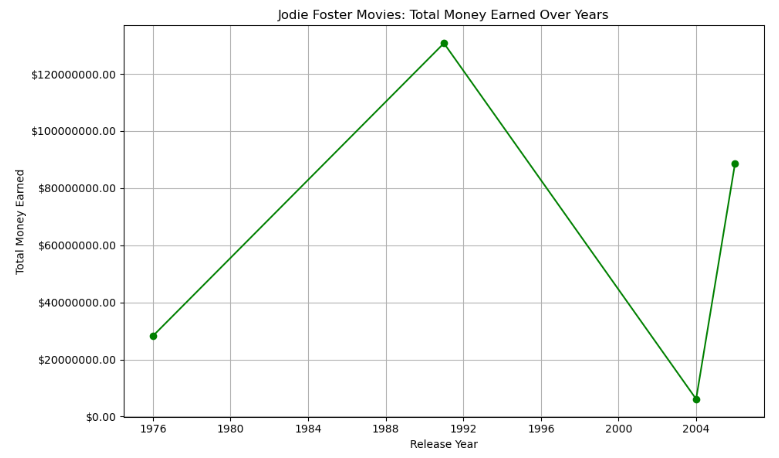 Jodie Foster Movies: Total Money Earned Over Years
$120000000.00
$100000000.00
$80000000.00
$60000000.00
$40000000.00
$20000000.00
$0.00
Total Money Earned
1976 1980 1984 1988 1992 1996 2000 2004
Release Year